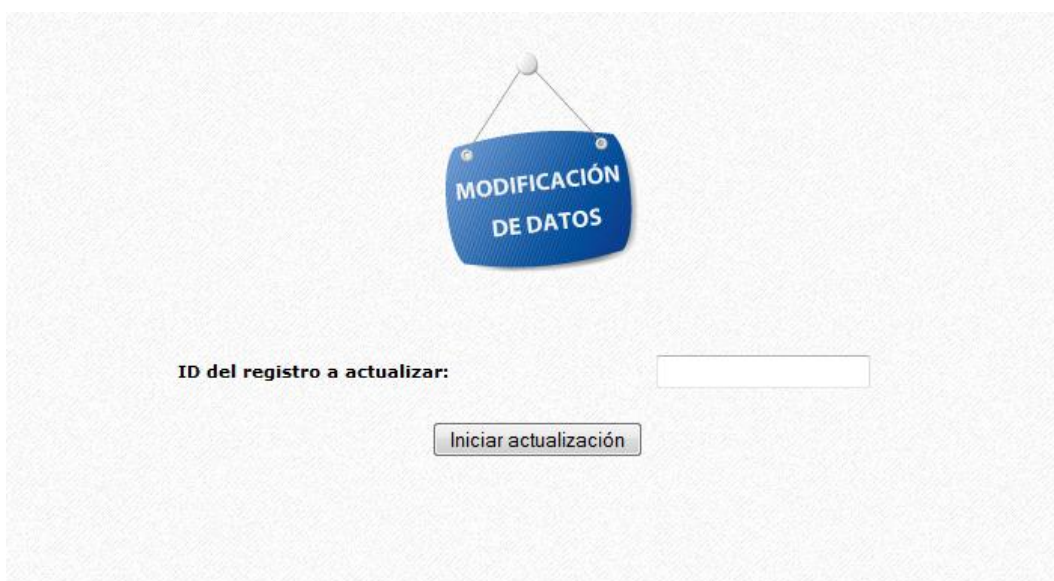 MODIFICACIÓN
DE DATOS
ID del registro a actualizar:
Iniciar actualización